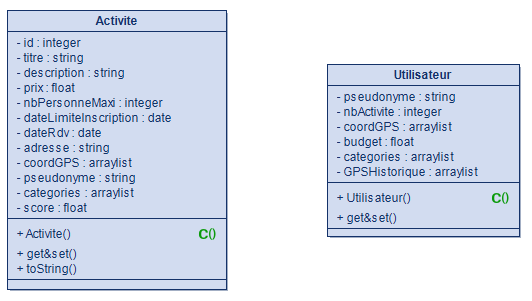 Activite
- id : integer
- titre : string
- description : string
- prix : float
- nbPersonneMaxi : integer
- dateLimiteInscription : date
- dateRdv : date
- adresse : string
- coordGPS : arraylist
- pseudonyme : string
- categories : arraylist
- score : float
+ Activite() C()
+ get&set()
+ toString()
Utilisateur
- pseudonyme : string
- nbActivite : integer
- coordGPS : arraylist
- budget : float
- categories : arraylist
- GPSHistorique : arraylist
+ Utilisateur() C()
+ get&set()